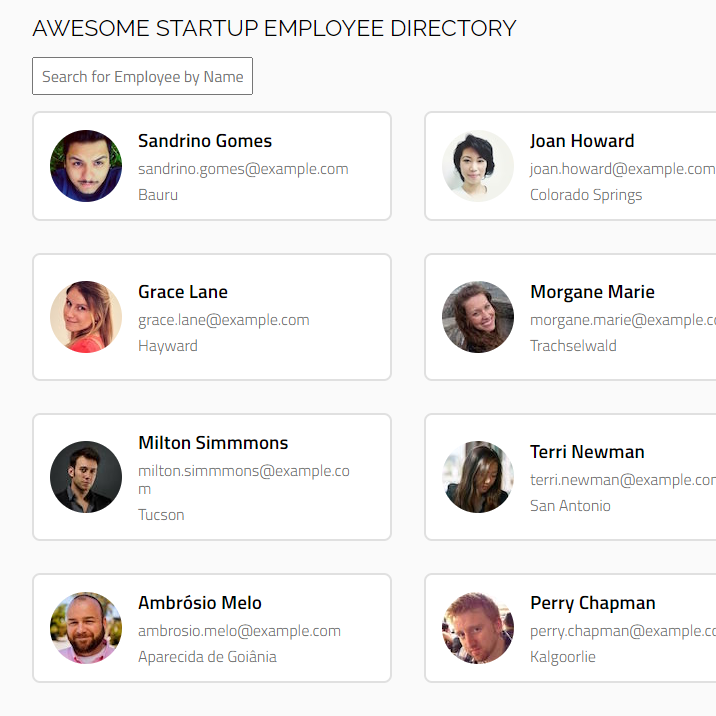 AWESOME STARTUP EMPLOYEE DIRECTORY
Search for Employee by Name
Sandrino Gomes
sandrino.gomes@example.com
Bauru
Joan Howard
joan.howard@example.com
Colorado Springs
Grace Lane
grace.lane@example.com
Hayward
Morgane Marie
morgane.marie@example.co
Trachselwald
Milton Simmmons
milton.simmmons@example.co
m
Tucson
Terri Newman
terri.newman@example.con
San Antonio
Ambrósio Melo
ambrosio.melo@example.com
Aparecida de Goiânia
Perry Chapman
perry.chapman@example.co
Kalgoorlie